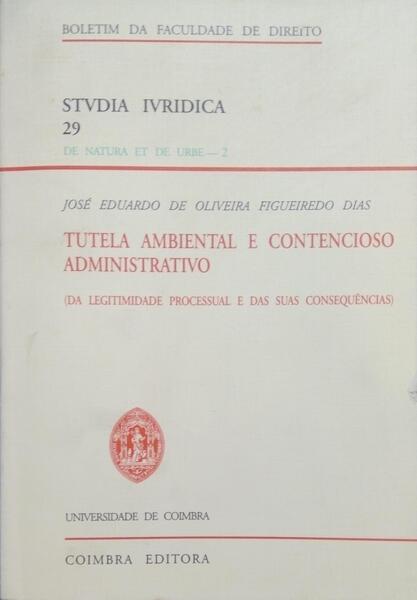 BOLETIM DA FACULDADE DE DIREITO
STVDIA IVRIDICA
29
DE NATURA ET DE URBE — 2
JOSÉ EDUARDO DE OLIVEIRA FIGUEIREDO DIAS
TUTELA AMBIENTAL E CONTENCIOSO
ADMINISTRATIVO
(DA LEGITIMIDADE PROCESSUAL E DAS SUAS CONSEQUÊNCIAS)
UNIVERSIDADE DE COIMBRA
COIMBRA EDITORA